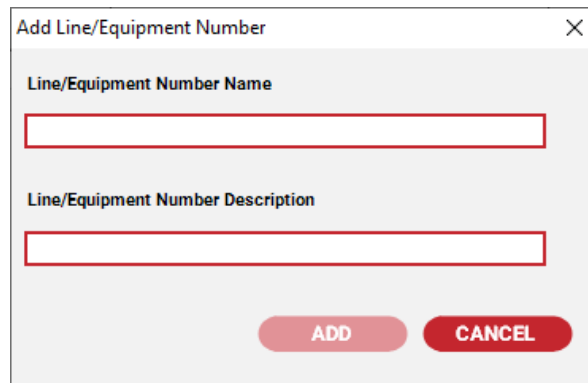 Add Line/Equipment Number
Line/Equipment Number Name
Line/Equipment Number Description
ADD
CANCEL